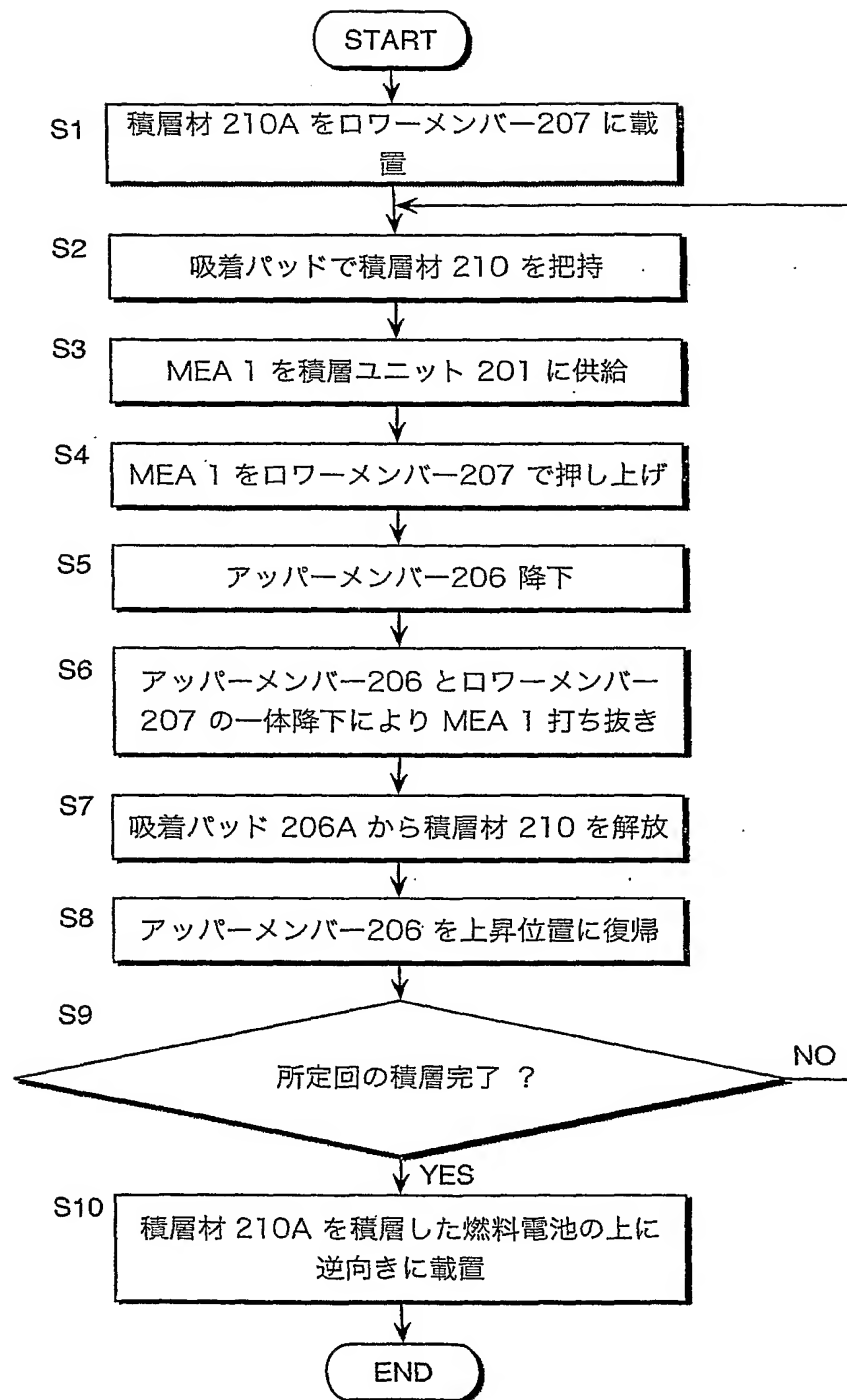 START
S1
積層材 210A をロワーメンバー207 に載
置
S2
吸着パッドで積層材 210 を把持
S3
MEA 1 を積層ユニット 201 に供給
S4
MEA 1 をロワーメンバー207 で押し上げ
S5
アッパーメンバー206 降下
S6
アッパーメンバー206 とロワーメンバー
207 の一体降下により MEA 1 打ち抜き
S7
吸着パッド 206A から積層材 210 を解放
S8
アッパーメンバー206 を上昇位置に復帰
S9
所定回の積層完了 ?
NO
YES
S10
積層材 210A を積層した燃料電池の上に
逆向きに載置
END